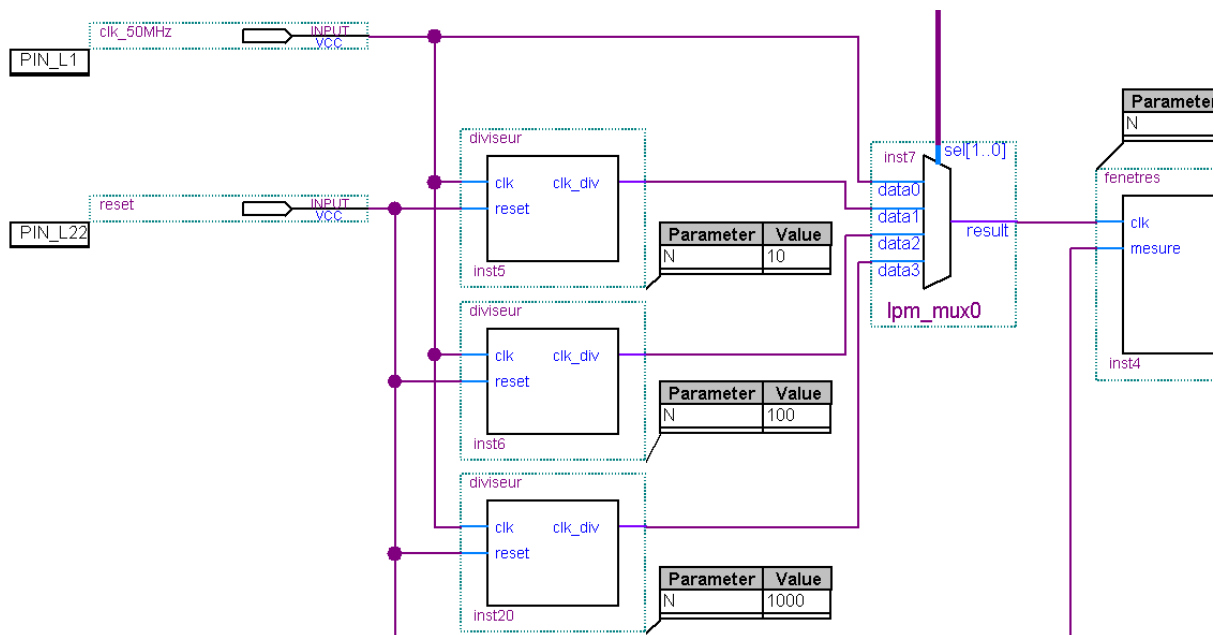 clk_50MHz
INPUT
VCC
PIN_L1
reset
INPUT
VCC
PIN_L22
diviseur
clk clk_div
reset
inst5
Parameter Value
N 10
diviseur
clk clk_div
reset
inst6
Parameter Value
N 100
diviseur
clk clk_div
reset
inst20
Parameter Value
N 1000
inst7
sel[1..0]
data0
data1
data2
data3
result
lpm_mux0
Parameter
N
fenetres
clk
mesure
inst4